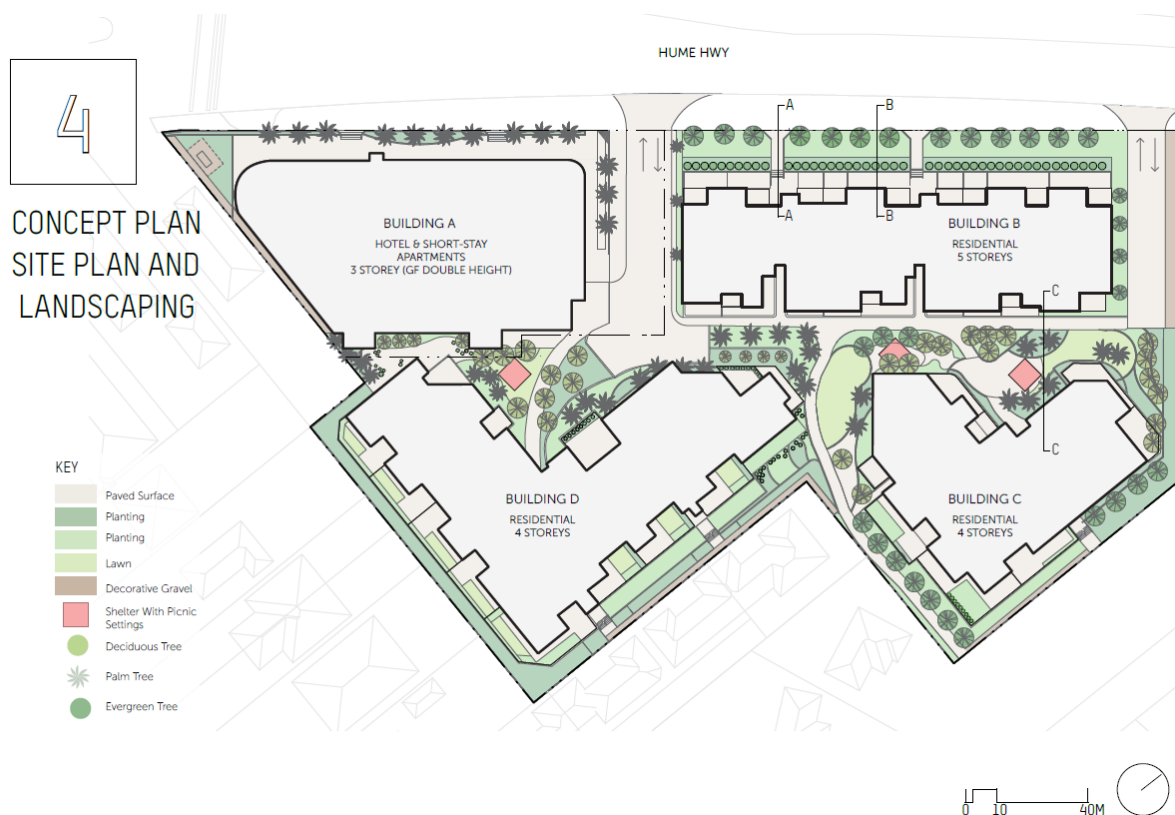 HUME HWY
4
CONCEPT PLAN
SITE PLAN AND
LANDSCAPING
A
B
A
B
BUILDING A
HOTEL & SHORT-STAY
APARTMENTS
3 STOREY (GF DOUBLE HEIGHT)
BUILDING B
RESIDENTIAL
5 STOREYS
C
C
BUILDING D
RESIDENTIAL
4 STOREYS
BUILDING C
RESIDENTIAL
4 STOREYS
KEY
Paved Surface
Planting
Planting
Lawn
Decorative Gravel
Shelter With Picnic
Settings
Deciduous Tree
Palm Tree
Evergreen Tree
0 10 40M